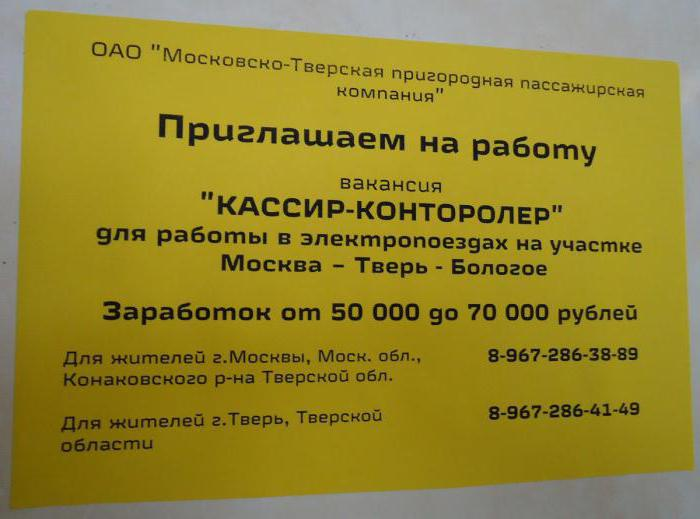 ОАО "Московско-Тверская пригородная пассажирская
компания"
Приглашаем на работу
вакансия
"КАССИР-КОНТОРОЛЕР"
для работы в электропоездах на участке
Москва – Тверь - Бологое
Заработок от 50 000 до 70 000 рублей
Для жителей г.Москвы, Моск. обл., 8-967-286-38-89
Конаковского р-на Тверской обл.
Для жителей г.Тверь, Тверской 8-967-286-41-49
области